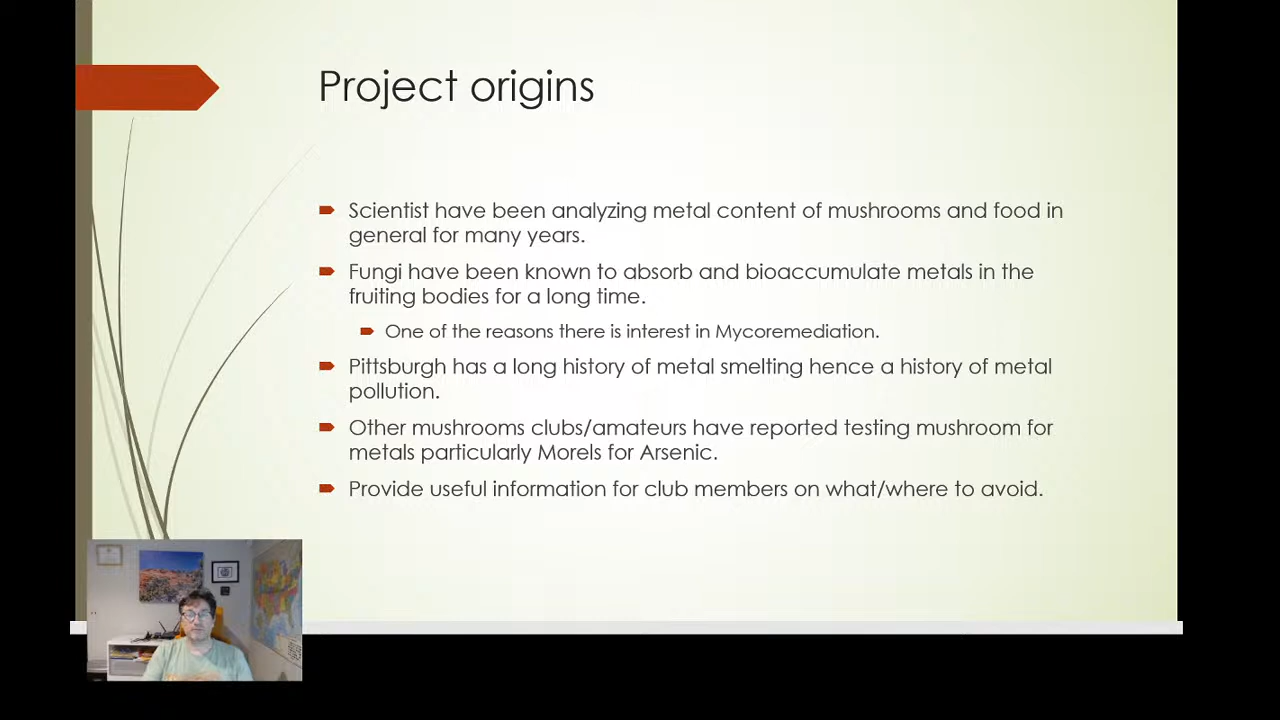 Project origins
Scientist have been analyzing metal content of mushrooms and food in
general for many years.
Fungi have been known to absorb and bioaccumulate metals in the
fruiting bodies for a long time.
One of the reasons there is interest in Mycoremediation.
Pittsburgh has a long history of metal smelting hence a history of metal
pollution.
Other mushrooms clubs/amateurs have reported testing mushroom for
metals particularly Morels for Arsenic.
Provide useful information for club members on what/where to avoid.